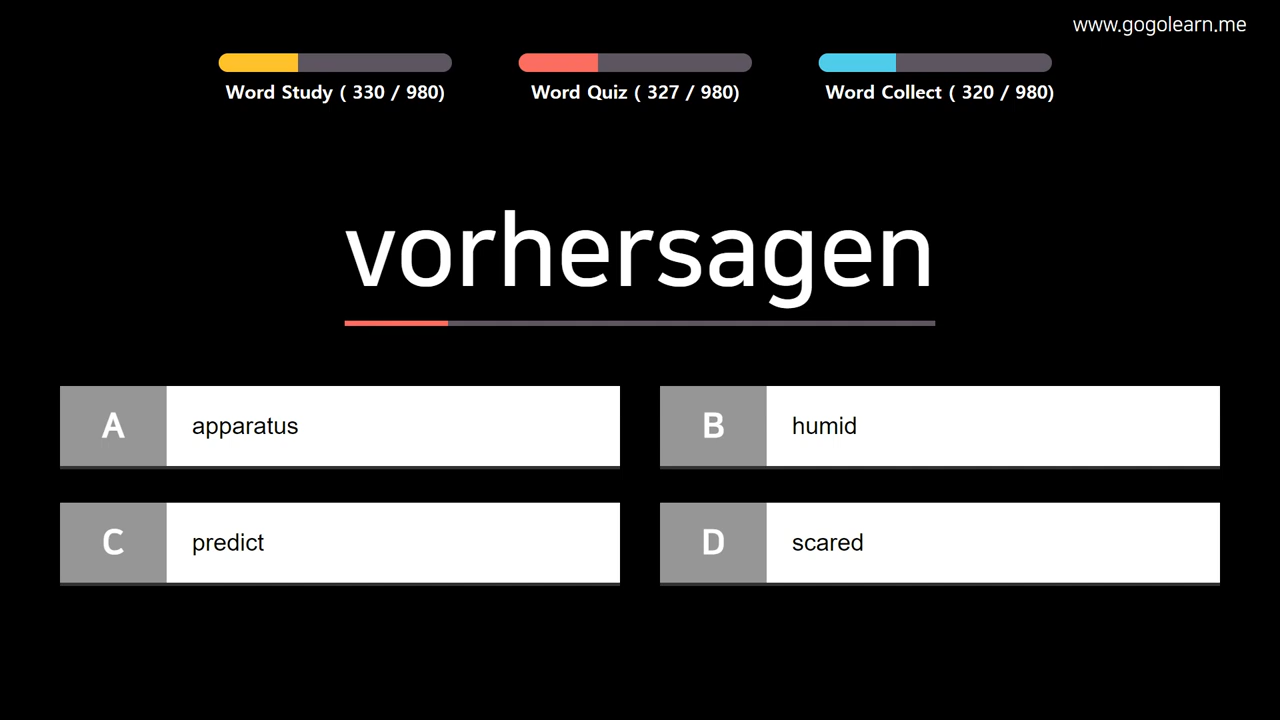 www.gogolearn.me
Word Study ( 330 / 980)
Word Quiz ( 327 / 980)
Word Collect ( 320 / 980)
vorhersagen
A apparatus
B humid
C predict
D scared